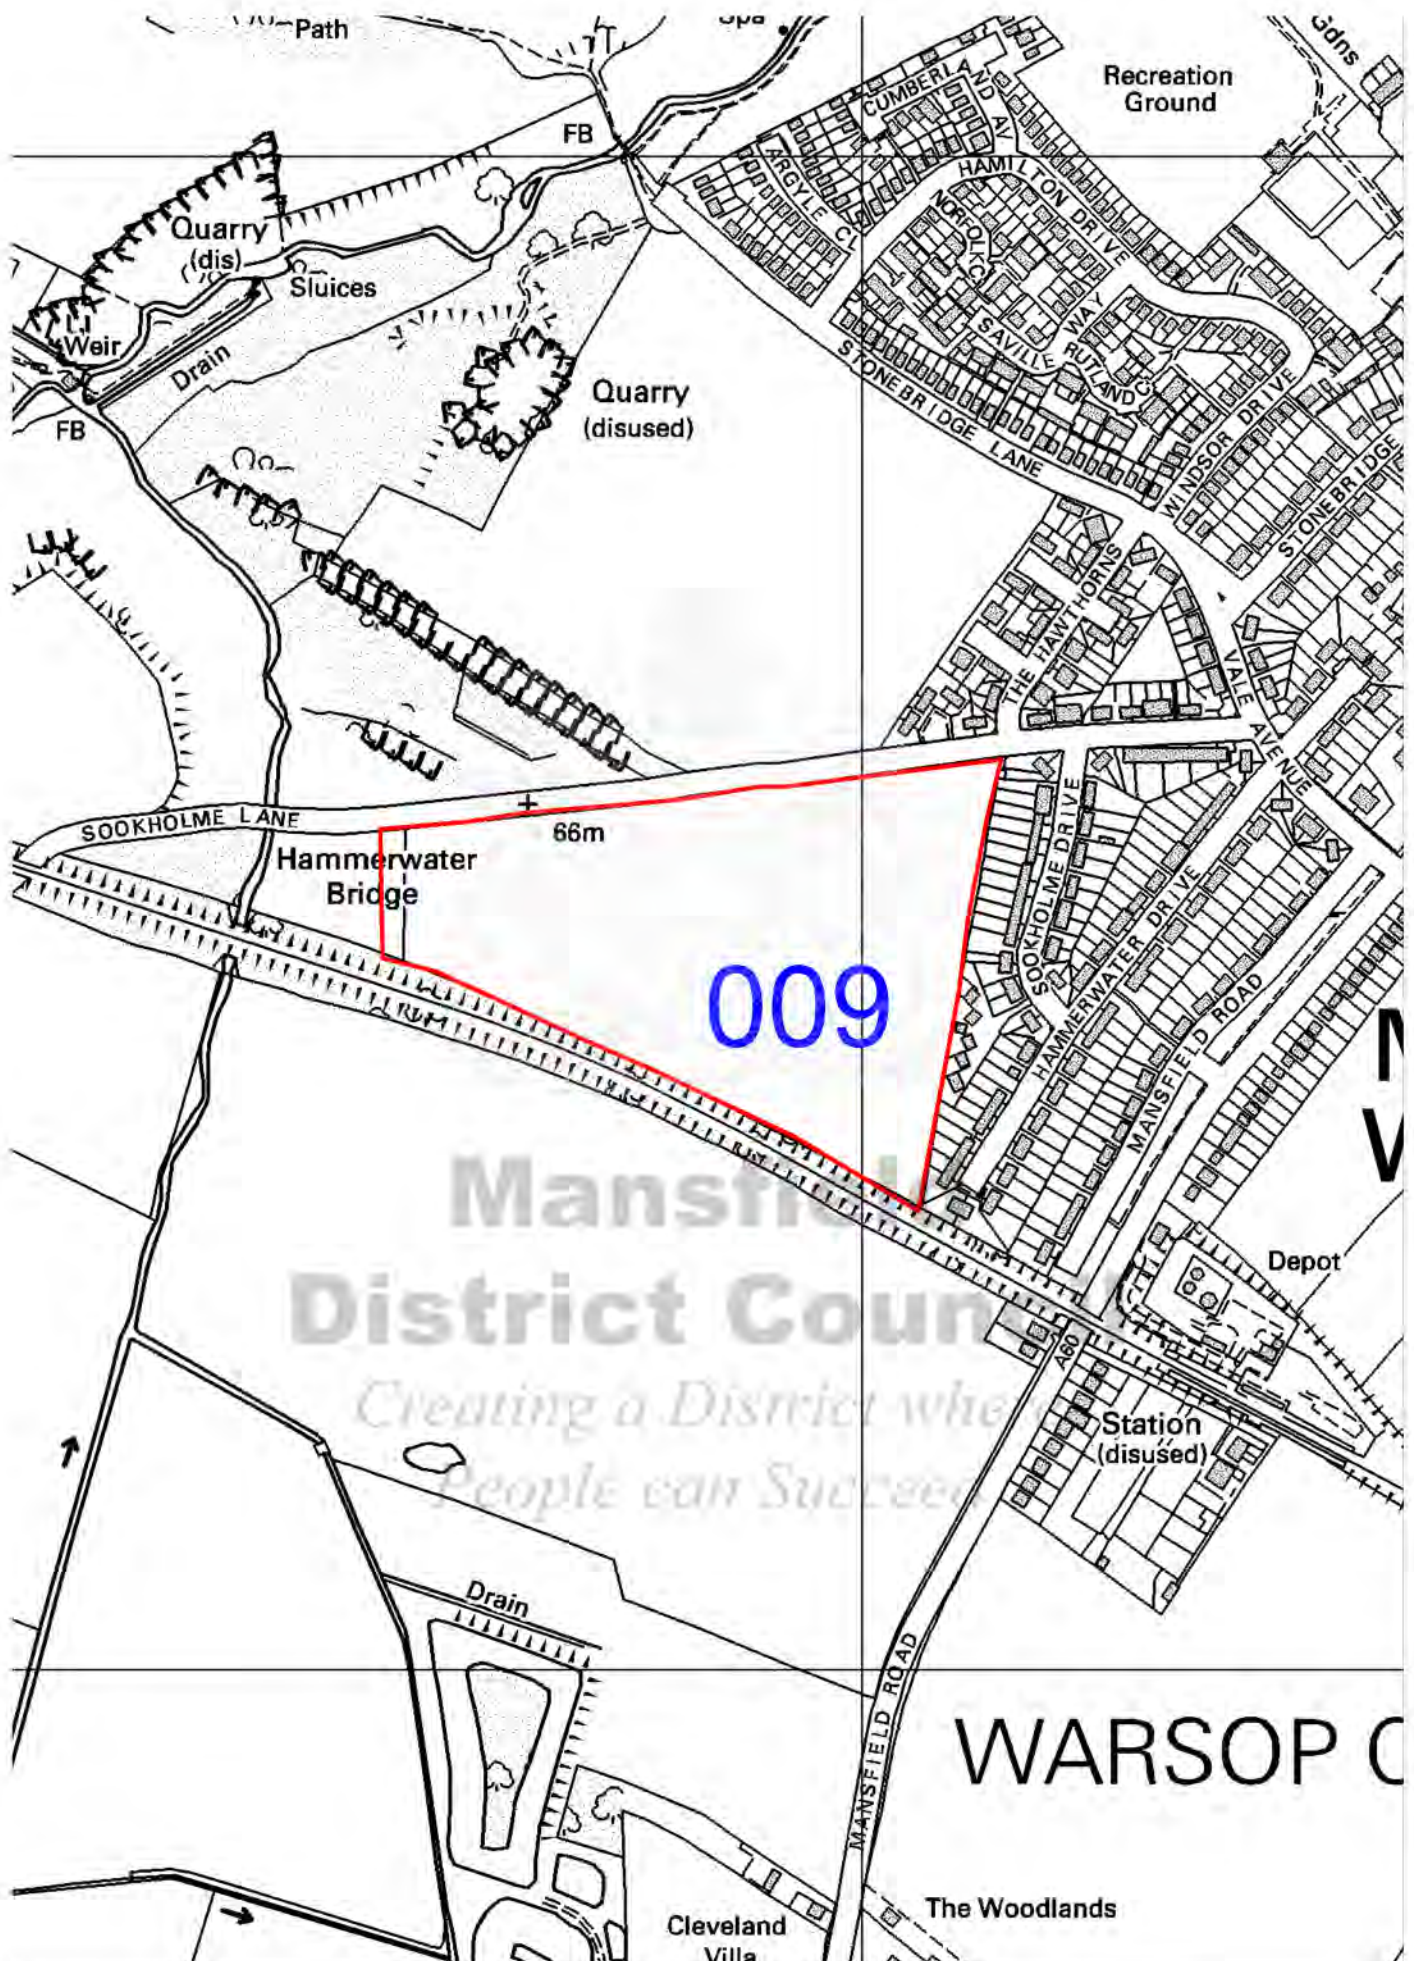 Path
Spa
Gdns
Recreation
Ground
CUMBERLAND AV
FB
ARGYLE CL
HAMILTON DRIVE
NORFOLK C
Quarry
(dis)
Sluices
Weir
Drain
SAVILLE WAY
RUTLAND C
STONEBRIDGE LANE
Quarry
(disused)
FB
WINDSOR DRIVE
STONEBRIDGE
THE HAWTHORNS
VALE AVENUE
SOOKHOLME LANE
66m
Hammerwater
Bridge
SOOKHOLME DRIVE
HAMMERWATER DRIVE
MANSFIELD ROAD
009
Mansfield
District Council
Creating a District where
People can Succeed
Depot
A60
Station
(disused)
Drain
MANSFIELD ROAD
WARSOP
The Woodlands
Cleveland
Villa